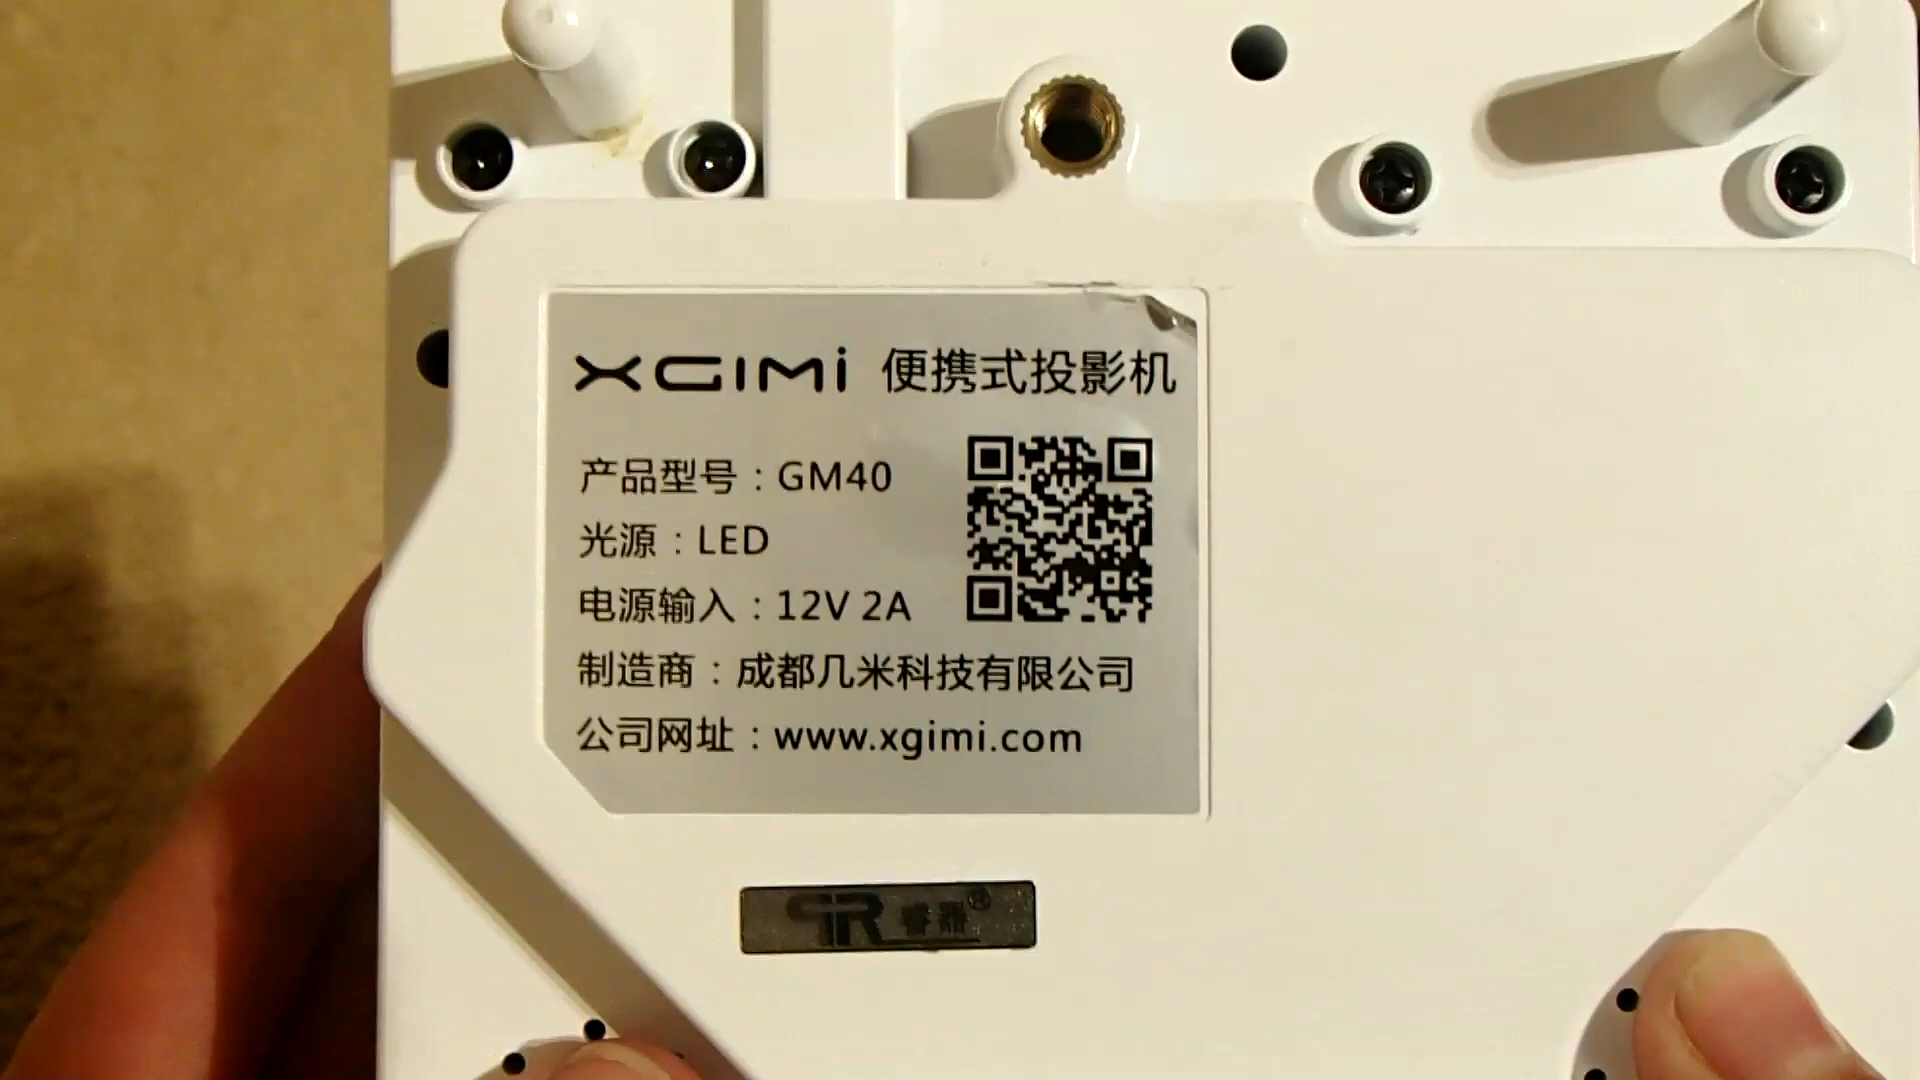 XGIMI 便携式投影机
产品型号：GM40
光源：LED
电源输入：12V 2A
制造商：成都几米科技有限公司
公司网址：www.xgimi.com